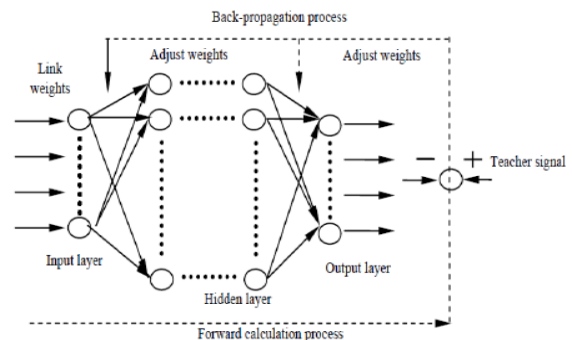 Back-propagation process
Adjust weights
Adjust weights
Link
weights
− + Teacher signal
Input layer
Output layer
Hidden layer
Forward calculation process